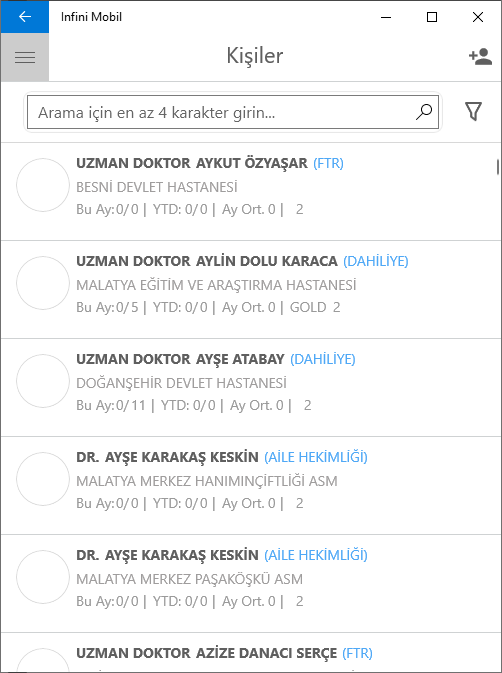 Infini Mobil
Kişiler
Arama için en az 4 karakter girin...
UZMAN DOKTOR AYKUT ÖZYAŞAR (FTR)
BESNİ DEVLET HASTANESİ
Bu Ay:0/0 | YTD: 0/0 | Ay Ort. 0 | 2
UZMAN DOKTOR AYLİN DOLU KARACA (DAHİLİYE)
MALATYA EĞİTİM VE ARAŞTIRMA HASTANESİ
Bu Ay:0/5 | YTD: 0/0 | Ay Ort. 0 | GOLD 2
UZMAN DOKTOR AYŞE ATABAY (DAHİLİYE)
DOĞANŞEHİR DEVLET HASTANESİ
Bu Ay:0/11 | YTD: 0/0 | Ay Ort. 0 | 2
DR. AYŞE KARAKAŞ KESKİN (AİLE HEKİMLİĞİ)
MALATYA MERKEZ HANIMINÇİFTLİĞİ ASM
Bu Ay:0/0 | YTD: 0/0 | Ay Ort. 0 | 2
DR. AYŞE KARAKAŞ KESKİN (AİLE HEKİMLİĞİ)
MALATYA MERKEZ PAŞAKÖŞKÜ ASM
Bu Ay:0/0 | YTD: 0/0 | Ay Ort. 0 | 2
UZMAN DOKTOR AZİZE DANACI SERÇE (FTR)